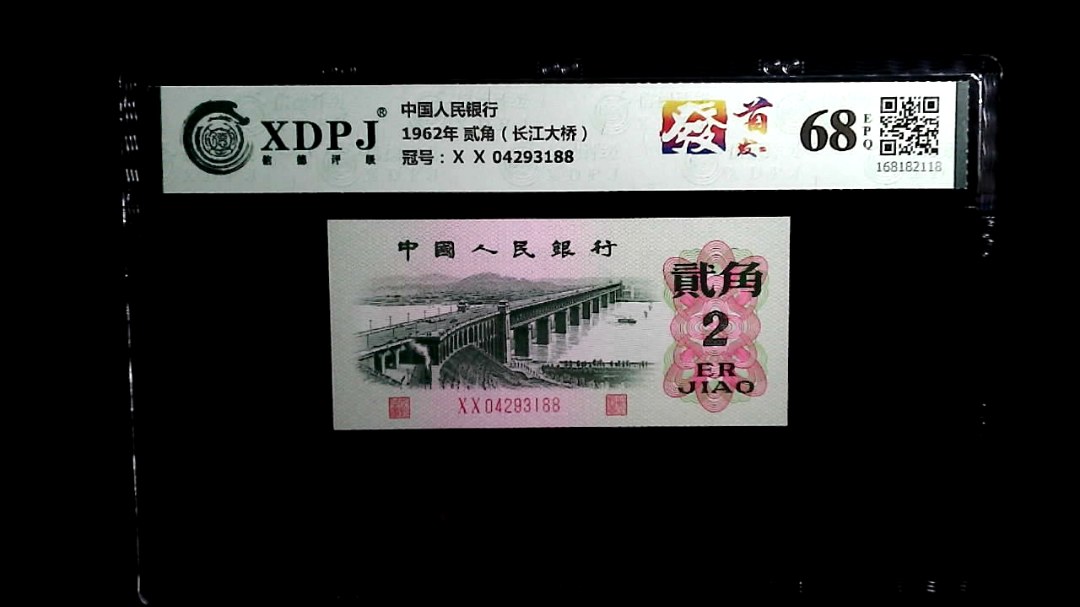 XDPJ®
信德评级
中国人民银行
1962年 贰角（长江大桥）
冠号：X X 04293188
發
首发
68
EPQ
168182118
中國人民銀行
貳角
2
ER
JIAO
XX04293188